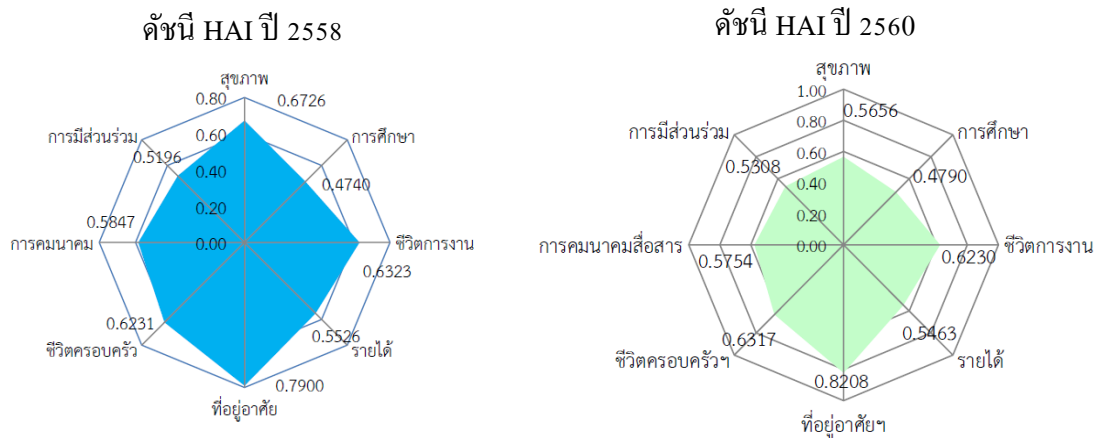 ดัชนี HAI ปี 2558
สุขภาพ
0.80
0.6726
การมีส่วนร่วม
0.60
การศึกษา
0.5196
0.40
0.4740
0.5847
0.20
การคมนาคม
0.00
ชีวิตการงาน
0.6323
0.6231
0.5526
ชีวิตครอบครัว
รายได้
0.7900
ที่อยู่อาศัย
ดัชนี HAI ปี 2560
สุขภาพ
1.00
0.5656
การมีส่วนร่วม
0.80
การศึกษา
0.5308
0.60
0.4790
0.40
0.20
การคมนาคมสื่อสาร
0.00
ชีวิตการงาน
0.5754
0.6230
0.6317
0.5463
ชีวิตครอบครัวฯ
รายได้
0.8208
ที่อยู่อาศัยฯ